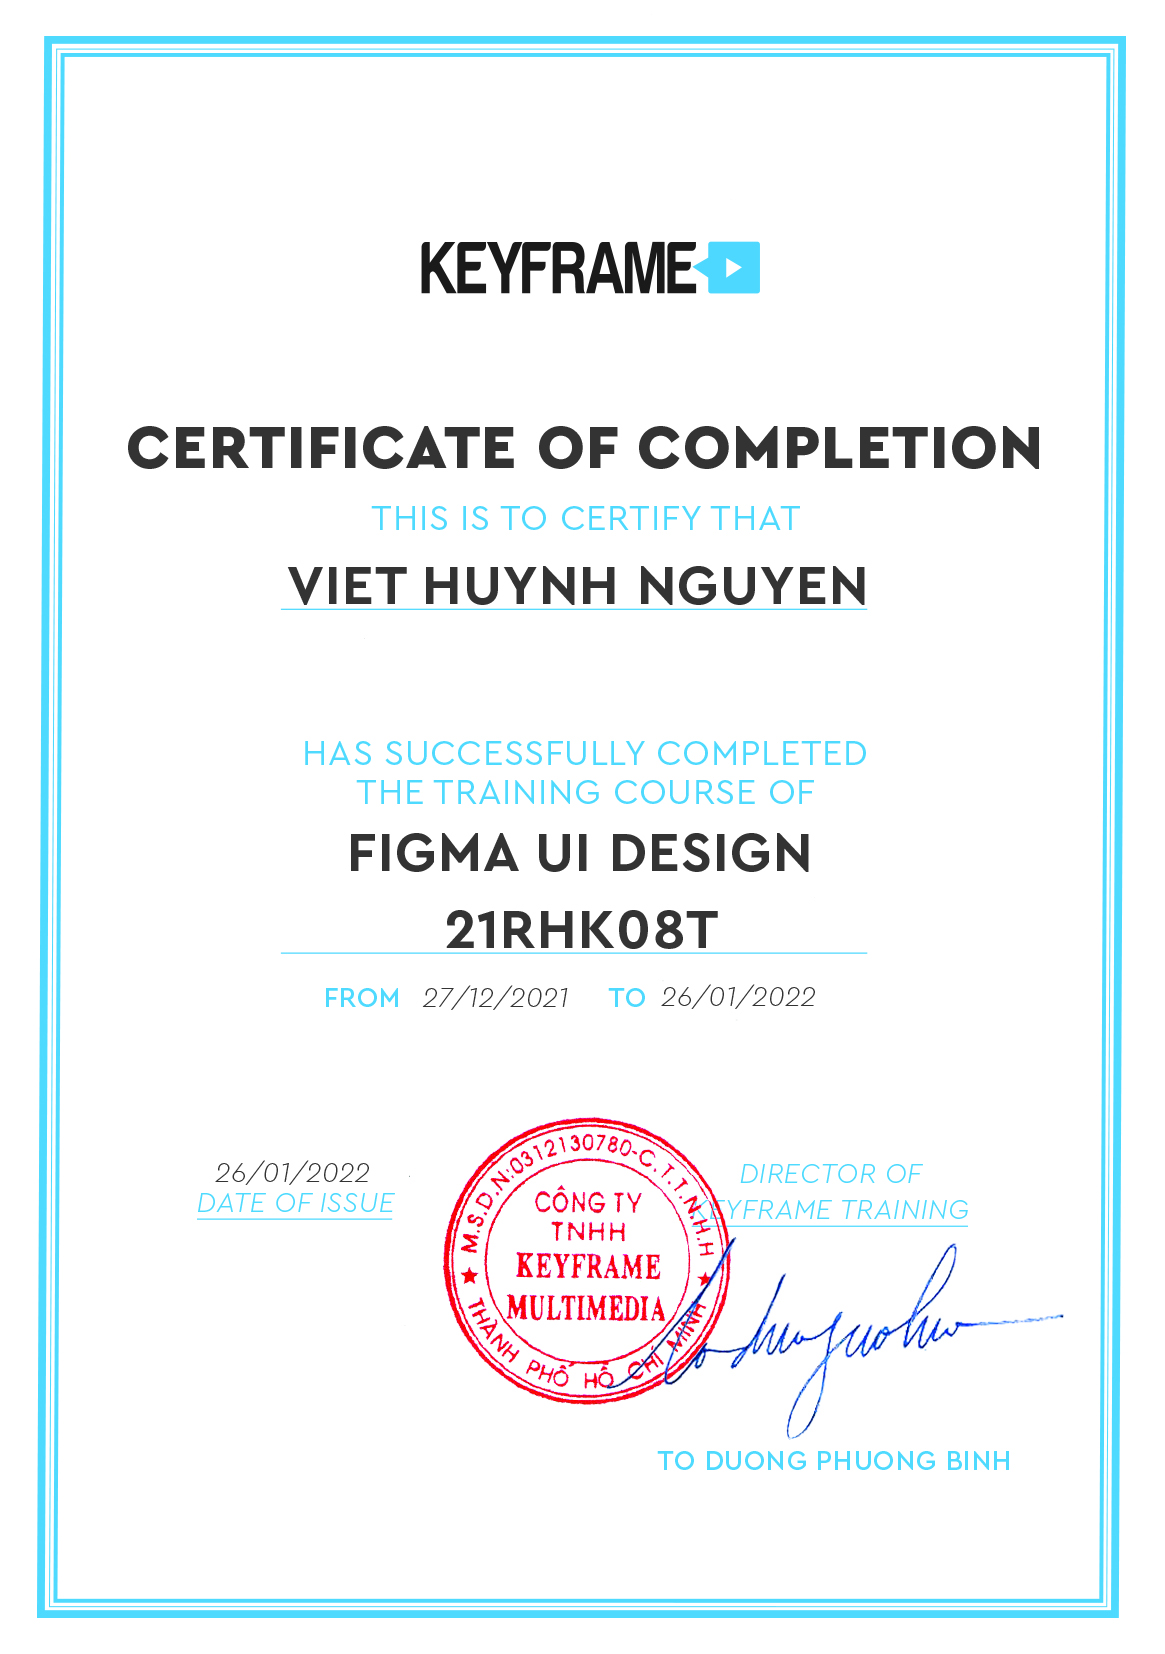 KEYFRAME
CERTIFICATE OF COMPLETION
THIS IS TO CERTIFY THAT
VIET HUYNH NGUYEN
HAS SUCCESSFULLY COMPLETED
THE TRAINING COURSE OF
FIGMA UI DESIGN
21RHK08T
FROM 27/12/2021 TO 26/01/2022
26/01/2022
DATE OF ISSUE
M.S.D.N:0312130780-C.T.T.N.H.H
CÔNG TY
TNHH
KEYFRAME
MULTIMEDIA
THÀNH PHỐ HỒ CHÍ MINH
DIRECTOR OF
KEYFRAME TRAINING
TO DUONG PHUONG BINH